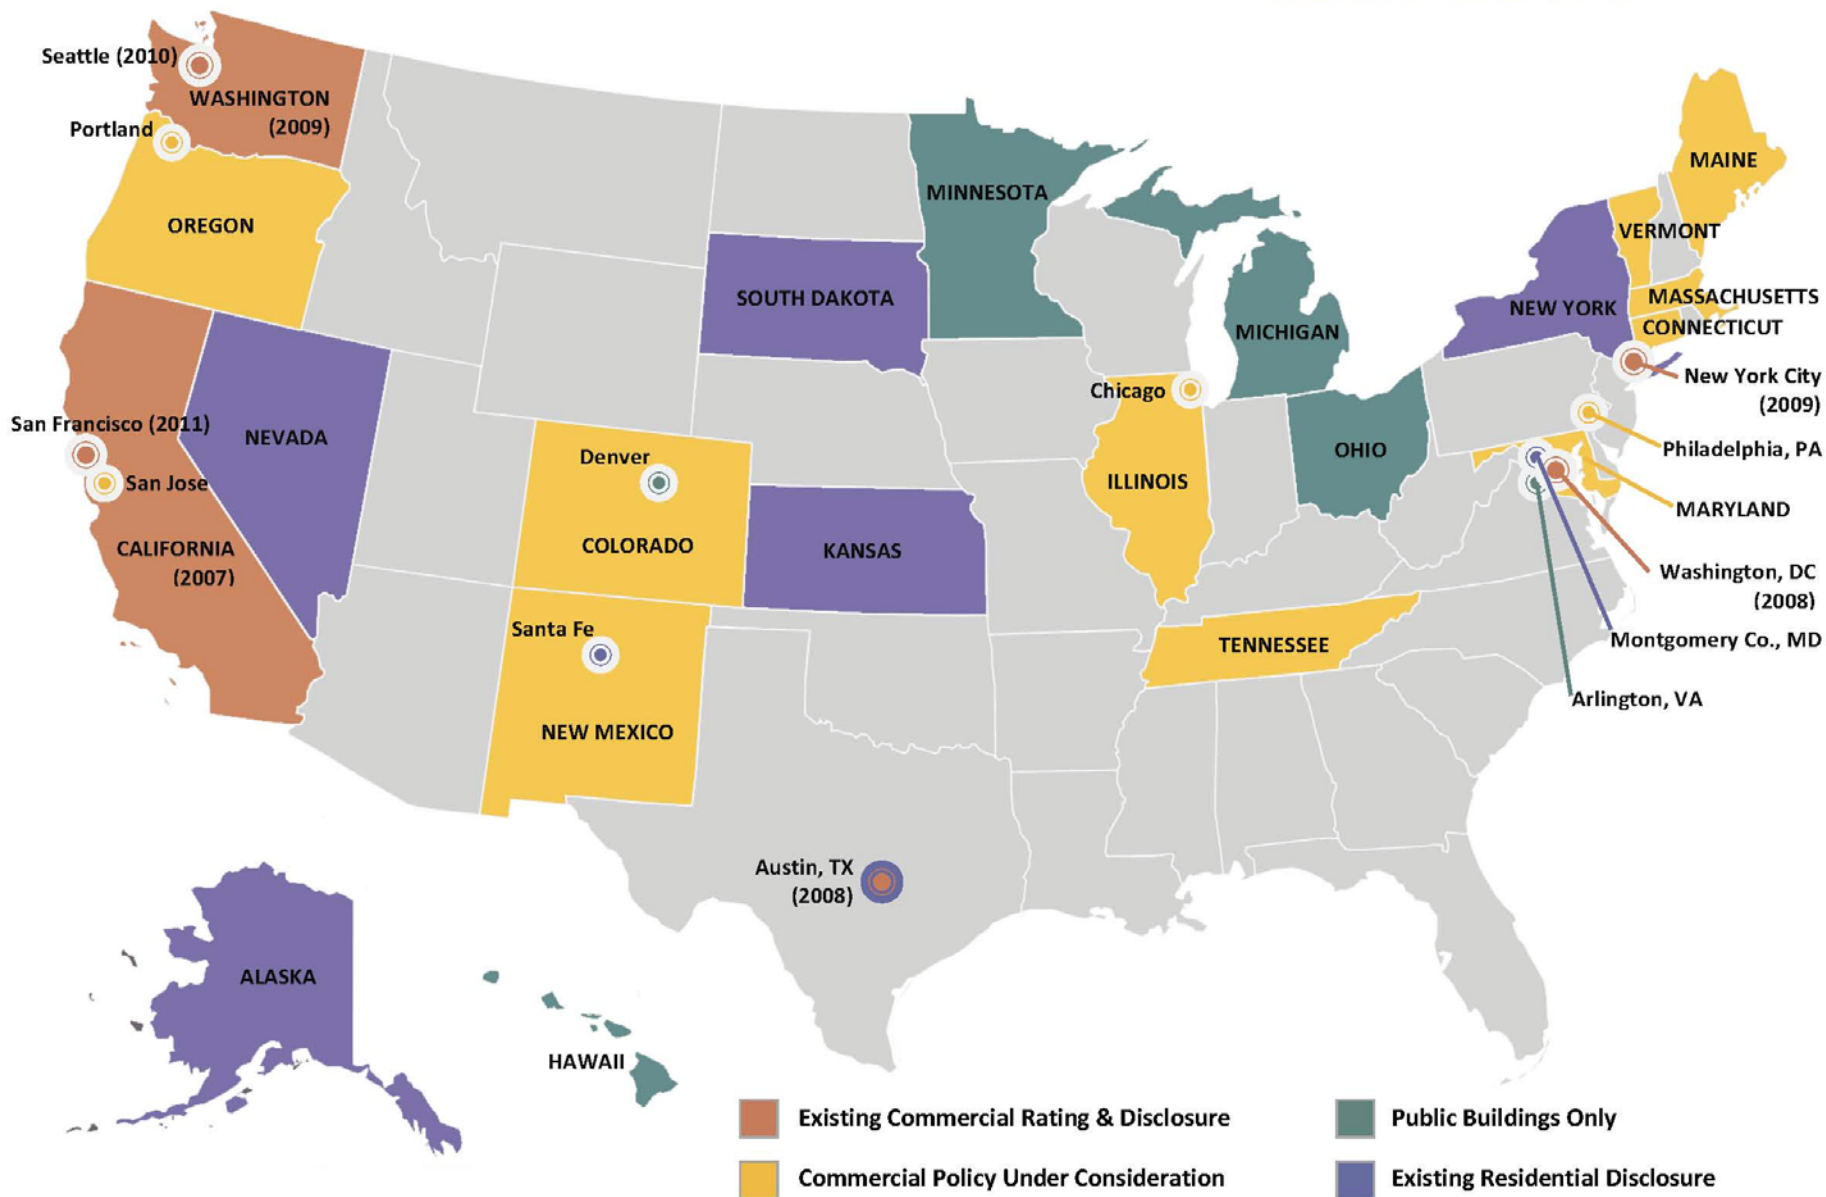 Seattle (2010)
WASHINGTON
(2009)
Portland
OREGON
MINNESOTA
MAINE
VERMONT
SOUTH DAKOTA
MASSACHUSETTS
NEW YORK
CONNECTICUT
MICHIGAN
New York City
(2009)
Chicago
San Francisco (2011)
NEVADA
Denver
OHIO
Philadelphia, PA
San Jose
ILLINOIS
MARYLAND
CALIFORNIA
(2007)
COLORADO
KANSAS
Washington, DC
(2008)
Santa Fe
TENNESSEE
Montgomery Co., MD
Arlington, VA
NEW MEXICO
Austin, TX
(2008)
ALASKA
HAWAII
Existing Commercial Rating & Disclosure
Public Buildings Only
Commercial Policy Under Consideration
Existing Residential Disclosure